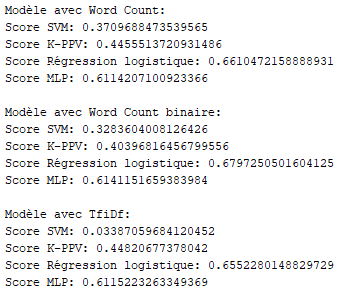 Modèle avec Word Count:
Score SVM: 0.3709688473539565
Score K-PPV: 0.4455513720931486
Score Régression logistique: 0.6610472158888931
Score MLP: 0.6114207100923366
Modèle avec Word Count binaire:
Score SVM: 0.3283604008126426
Score K-PPV: 0.40396816456799556
Score Régression logistique: 0.6797250501604125
Score MLP: 0.6141151659383984
Modèle avec TfiDf:
Score SVM: 0.03387059684120452
Score K-PPV: 0.44820677378042
Score Régression logistique: 0.6552280148829729
Score MLP: 0.6115223263349369